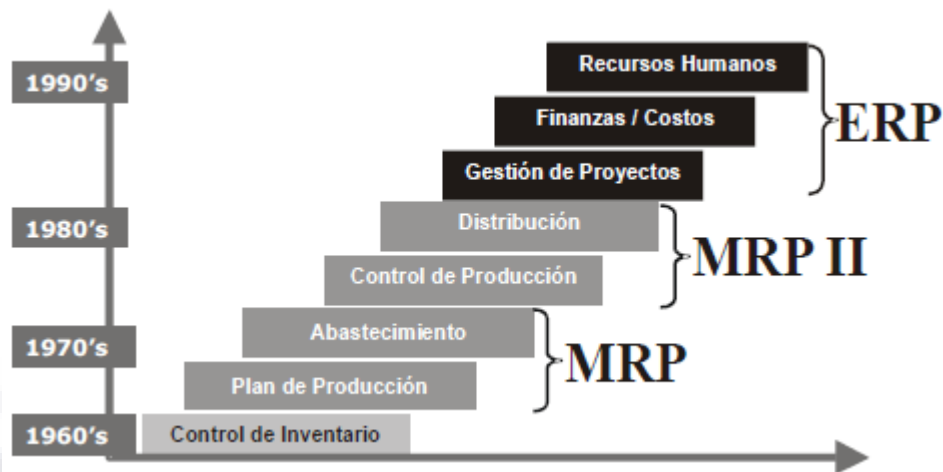 1990's
Recursos Humanos
Finanzas / Costos
Gestión de Proyectos
ERP
1980's
Distribución
Control de Producción
MRP II
1970's
Abastecimiento
Plan de Producción
MRP
1960's
Control de Inventario